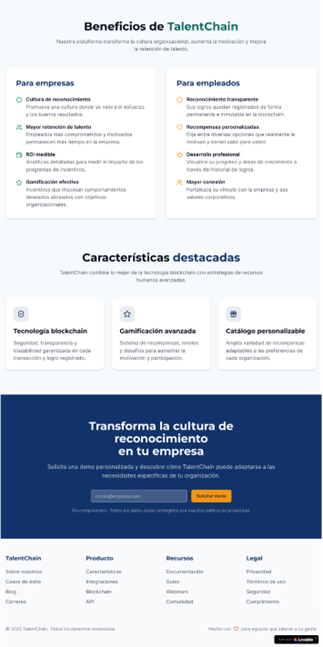 Beneficios de TalentChain
Nuestra plataforma transforma la cultura organizacional, aumenta la motivación y mejora
la retención de talento.
Para empresas
Cultura de reconocimiento
Promueva una cultura donde se valora el esfuerzo
y los buenos resultados.
Mayor retención de talento
Empleados más comprometidos y motivados
permanecen más tiempo en la empresa.
ROI medible
Analíticas detalladas para medir el impacto de los
programas de incentivos.
Gamificación efectiva
Incentivos que impulsan comportamientos
deseados alineados con objetivos
organizacionales.
Para empleados
Reconocimiento transparente
Sus logros quedan registrados de forma
permanente e inmutable en la blockchain.
Recompensas personalizadas
Elija entre diversas opciones que realmente le
motivan y tienen valor para usted.
Desarrollo profesional
Visualice su progreso y áreas de crecimiento a
través del historial de logros.
Mayor conexión
Fortalezca su vínculo con la empresa y sus
valores corporativos.
Características destacadas
TalentChain combina lo mejor de la tecnología blockchain con estrategias de recursos
humanos avanzadas.
Tecnología blockchain
Seguridad, transparencia y
trazabilidad garantizada en cada
transacción y logro registrado.
Gamificación avanzada
Sistema de recompensas, niveles
y desafíos para aumentar la
motivación y participación.
Catálogo personalizable
Amplia variedad de recompensas
adaptables a las preferencias de
cada organización.
Transforma la cultura de
reconocimiento
en tu empresa
Solicita una demo personalizada y descubre cómo TalentChain puede adaptarse a las
necesidades específicas de tu organización.
correo@empresa.com
Solicitar demo
Sin compromisos. Todos los datos están protegidos por nuestra política de privacidad.
TalentChain
Sobre nosotros
Casos de éxito
Blog
Carreras
Producto
Características
Integraciones
Blockchain
API
Recursos
Documentación
Guías
Webinars
Comunidad
Legal
Privacidad
Términos de uso
Seguridad
Cumplimiento
© 2025 TalentChain. Todos los derechos reservados.
Hecho con para equipos que valoran a su gente
Lovable